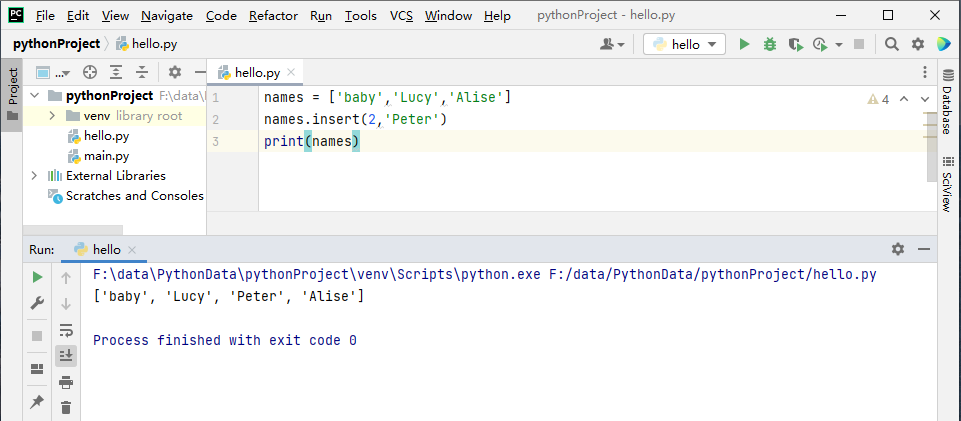 PC File Edit View Navigate Code Refactor Run Tools VCS Window Help pythonProject - hello.py
pythonProject hello.py hello
Project
... hello.py
pythonProject F:\data\
venv library root
hello.py
main.py
External Libraries
Scratches and Consoles
1 names = ['baby','Lucy','Alise'] 4
2 names.insert(2,'Peter')
3 print(names)
Database
SciView
Run: hello
F:\data\PythonData\pythonProject\venv\Scripts\python.exe F:/data/PythonData/pythonProject/hello.py
['baby', 'Lucy', 'Peter', 'Alise']
Process finished with exit code 0